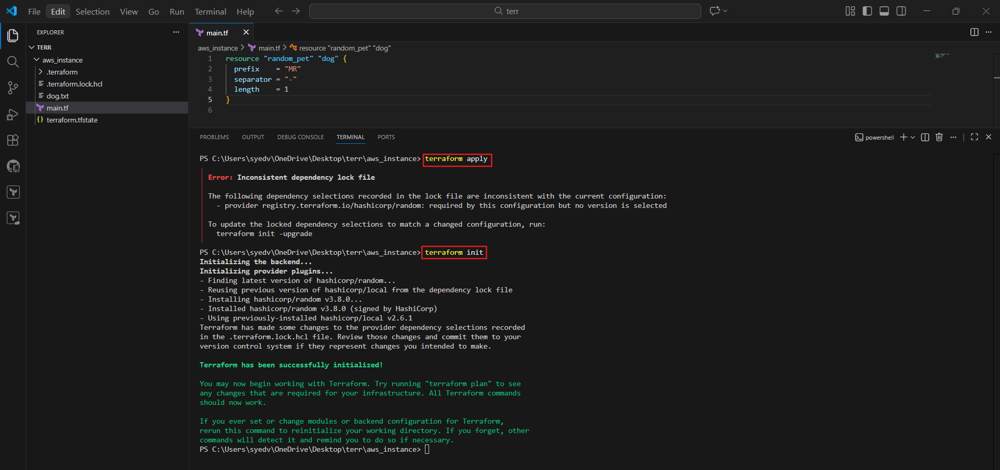 File Edit Selection View Go Run Terminal Help
terr
EXPLORER
TERR
aws_instance
.terraform
.terraform.lock.hcl
dog.txt
main.tf
terraform.tfstate
main.tf
aws_instance > main.tf > resource "random_pet" "dog"
1 resource "random_pet" "dog" {
2 prefix = "MR"
3 separator = "-"
4 length = 1
5 }
6
PROBLEMS OUTPUT DEBUG CONSOLE TERMINAL PORTS
powershell
PS C:\Users\syedv\OneDrive\Desktop\terr\aws_instance> terraform apply
Error: Inconsistent dependency lock file
The following dependency selections recorded in the lock file are inconsistent with the current configuration:
- provider registry.terraform.io/hashicorp/random: required by this configuration but no version is selected
To update the locked dependency selections to match a changed configuration, run:
terraform init -upgrade
PS C:\Users\syedv\OneDrive\Desktop\terr\aws_instance> terraform init
Initializing the backend...
Initializing provider plugins...
- Finding latest version of hashicorp/random...
- Reusing previous version of hashicorp/local from the dependency lock file
- Installing hashicorp/random v3.8.0...
- Installed hashicorp/random v3.8.0 (signed by HashiCorp)
- Using previously-installed hashicorp/local v2.6.1
Terraform has made some changes to the provider dependency selections recorded
in the .terraform.lock.hcl file. Review those changes and commit them to your
version control system if they represent changes you intended to make.
Terraform has been successfully initialized!
You may now begin working with Terraform. Try running "terraform plan" to see
any changes that are required for your infrastructure. All Terraform commands
should now work.
If you ever set or change modules or backend configuration for Terraform,
rerun this command to reinitialize your working directory. If you forget, other
commands will detect it and remind you to do so if necessary.
PS C:\Users\syedv\OneDrive\Desktop\terr\aws_instance>